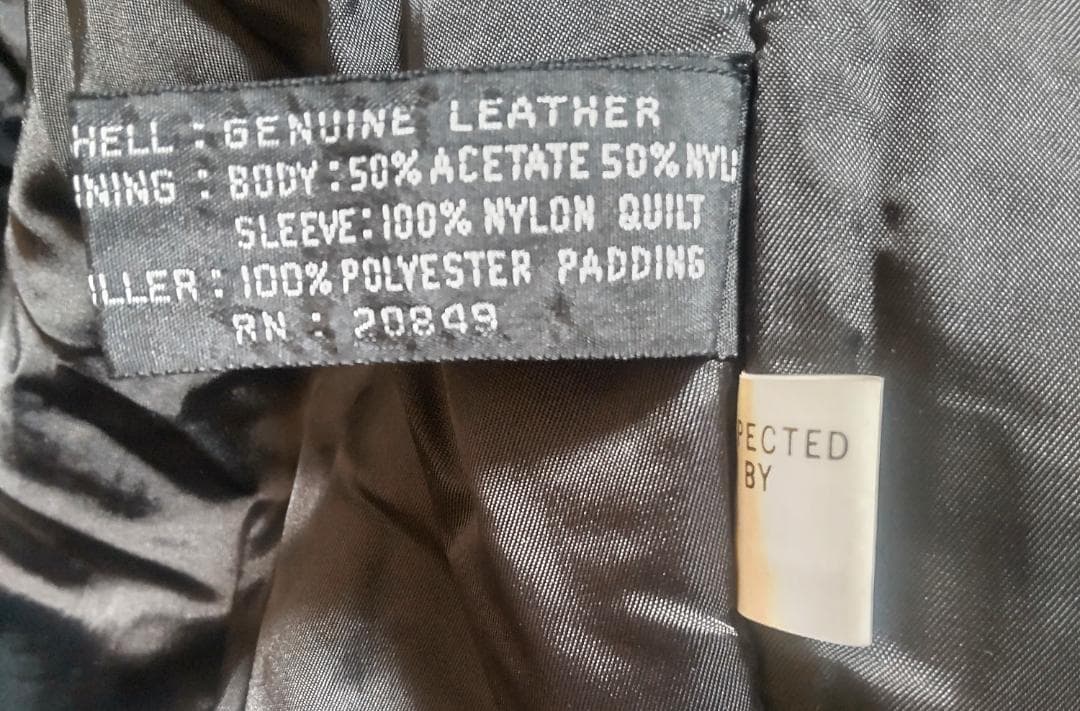 HELL : GENUINE LEATHER
INING : BODY : 50% ACETATE 50% NYL
SLEEVE : 100% NYLON QUILT
ILLER : 100% POLYESTER PADDING
RN : 20849
PECTED
BY